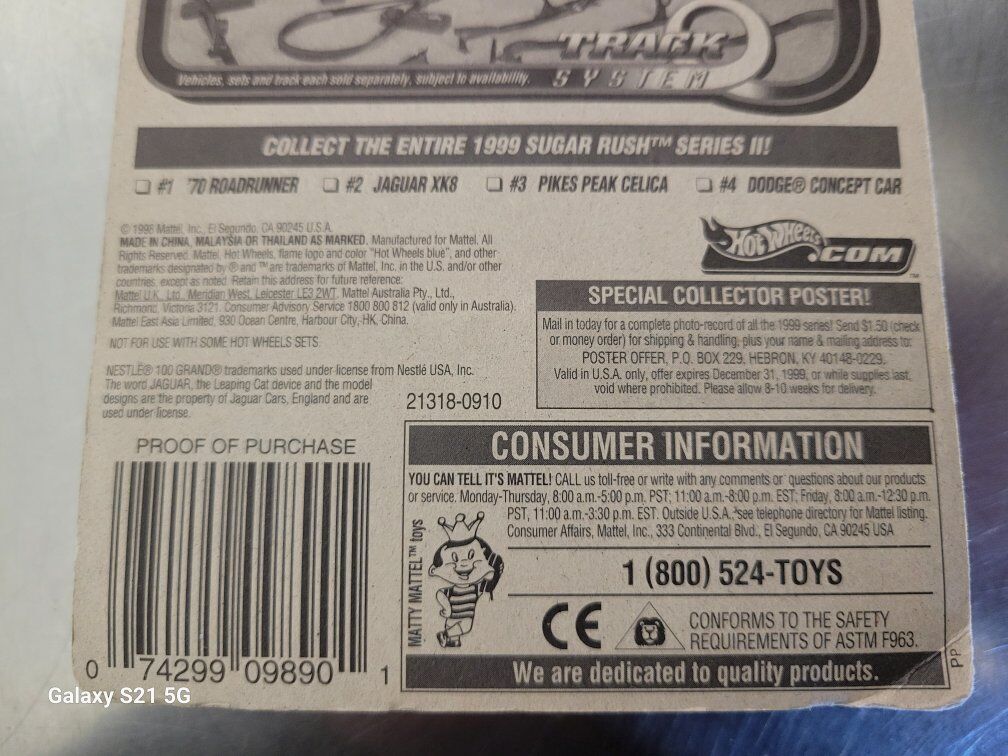 TRACK
SYSTEM
Vehicles, sets and track each sold separately, subject to availability.
COLLECT THE ENTIRE 1999 SUGAR RUSH™ SERIES II!
☐ #1 '70 ROADRUNNER ☐ #2 JAGUAR XK8 ☐ #3 PIKES PEAK CELICA ☐ #4 DODGE® CONCEPT CAR
© 1998 Mattel, Inc., El Segundo, CA 90245 U.S.A.
MADE IN CHINA, MALAYSIA OR THAILAND AS MARKED. Manufactured for Mattel. All
Rights Reserved. Mattel, Hot Wheels, flame logo and color "Hot Wheels blue", and other
trademarks designated by ® and ™ are trademarks of Mattel, Inc. in the U.S. and/or other
countries, except as noted. Retain this address for future reference:
Mattel U.K. Ltd., Meridian West, Leicester LE3 2WT. Mattel Australia Pty., Ltd.,
Richmond, Victoria 3121. Consumer Advisory Service 1800 800 812 (valid only in Australia).
Mattel East Asia Limited, 930 Ocean Centre, Harbour City, HK, China.
NOT FOR USE WITH SOME HOT WHEELS SETS
NESTLÉ® 100 GRAND® trademarks used under license from Nestlé USA, Inc.
The word JAGUAR, the Leaping Cat device and the model
designs are the property of Jaguar Cars, England and are
used under license.
21318-0910
HOT WHEELS .COM™
SPECIAL COLLECTOR POSTER!
Mail in today for a complete photo-record of all the 1999 series! Send $1.50 (check
or money order) for shipping & handling, plus your name & mailing address to:
POSTER OFFER, P.O. BOX 229, HEBRON, KY 40148-0229.
Valid in U.S.A. only, offer expires December 31, 1999, or while supplies last,
void where prohibited. Please allow 8-10 weeks for delivery.
PROOF OF PURCHASE
0 74299 09890 1
CONSUMER INFORMATION
YOU CAN TELL IT'S MATTEL! CALL us toll-free or write with any comments or questions about our products
or service. Monday-Thursday, 8:00 a.m.-5:00 p.m. PST; 11:00 a.m.-8:00 p.m. EST; Friday, 8:00 a.m.-12:30 p.m.
PST, 11:00 a.m.-3:30 p.m. EST. Outside U.S.A. see telephone directory for Mattel listing.
Consumer Affairs, Mattel, Inc., 333 Continental Blvd., El Segundo, CA 90245 USA
MATTY MATTEL™ toys
1 (800) 524-TOYS
CE
CONFORMS TO THE SAFETY
REQUIREMENTS OF ASTM F963.
We are dedicated to quality products.
PP
Galaxy S21 5G